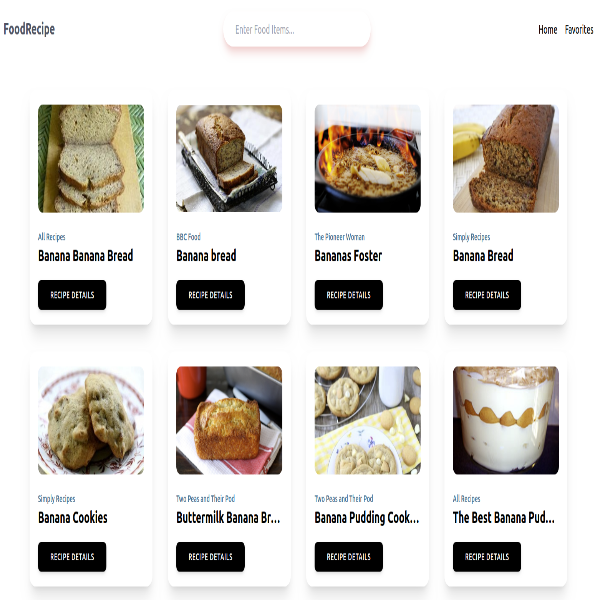 FoodRecipe
Enter Food Items...
Home Favorites
All Recipes
Banana Banana Bread
RECIPE DETAILS
BBC Food
Banana bread
RECIPE DETAILS
The Pioneer Woman
Bananas Foster
RECIPE DETAILS
Simply Recipes
Banana Bread
RECIPE DETAILS
Simply Recipes
Banana Cookies
RECIPE DETAILS
Two Peas and Their Pod
Buttermilk Banana Br...
RECIPE DETAILS
Two Peas and Their Pod
Banana Pudding Cook...
RECIPE DETAILS
All Recipes
The Best Banana Pud...
RECIPE DETAILS